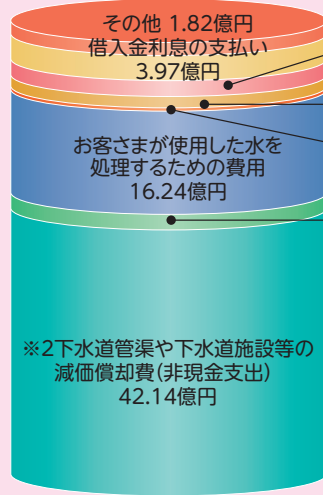 その他 1.82億円
借入金利息の支払い
3.97億円
お客さまが使用した水を
処理するための費用
16.24億円
※2下水道管渠や下水道施設等の
減価償却費(非現金支出)
42.14億円